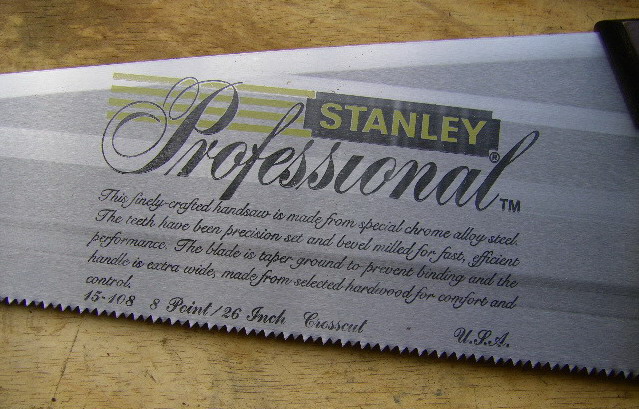 STANLEY®
Professional™
This finely-crafted handsaw is made from special chrome alloy steel.
The teeth have been precision set and bevel milled for fast, efficient
performance. The blade is taper ground to prevent binding and the
handle is extra wide, made from selected hardwood for comfort and
control.
15-108 8 Point/26 Inch Crosscut U.S.A.